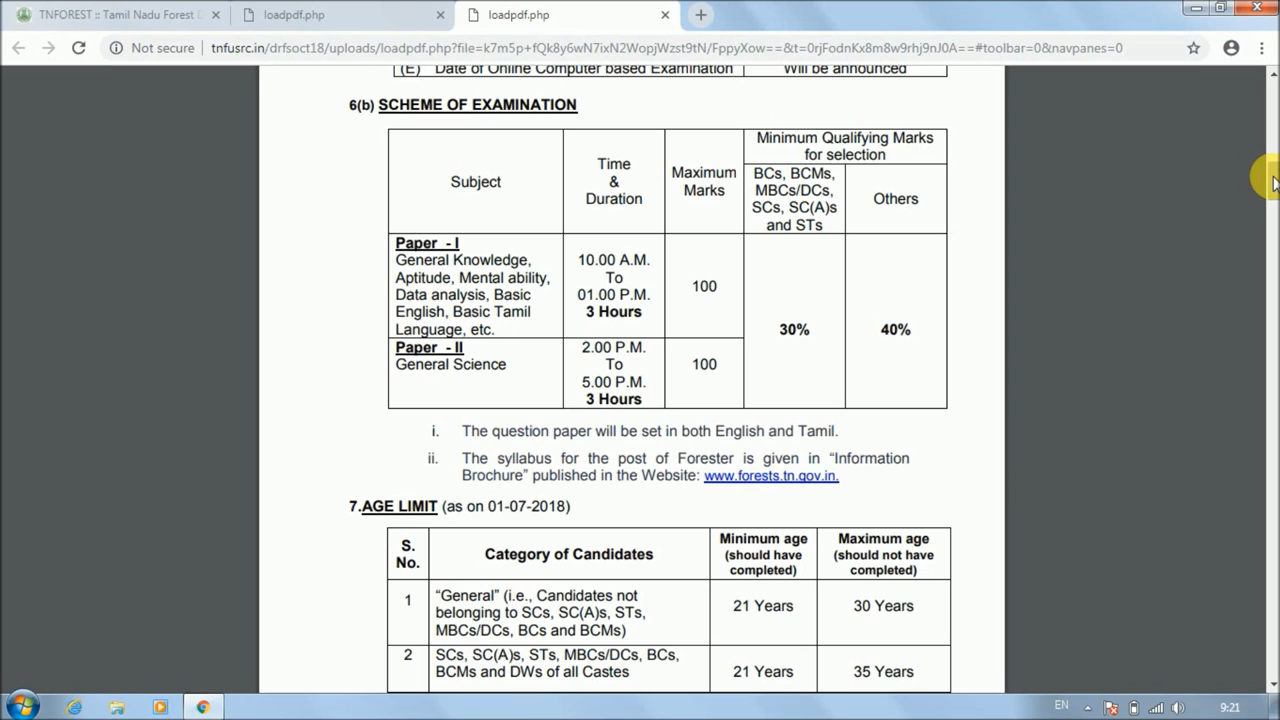 TNFOREST :: Tamil Nadu Forest D
loadpdf.php
loadpdf.php
Not secure
tnfusrc.in/drfsoct18/uploads/loadpdf.php?file=k7m5p+fQk8y6wN7ixN2WopjWzst9tN/FppyXow==&t=0rjFodnKx8m8w9rhj9nJ0A==#toolbar=0&navpanes=0
(E) Date of Online Computer based Examination
Will be announced
6(b) SCHEME OF EXAMINATION
Subject
Time
&
Duration
Maximum
Marks
Minimum Qualifying Marks
for selection
BCs, BCMs,
MBCs/DCs,
SCs, SC(A)s
and STs
Others
Paper - I
General Knowledge,
Aptitude, Mental ability,
Data analysis, Basic
English, Basic Tamil
Language, etc.
10.00 A.M.
To
01.00 P.M.
3 Hours
100
30%
40%
Paper - II
General Science
2.00 P.M.
To
5.00 P.M.
3 Hours
100
i. The question paper will be set in both English and Tamil.
ii. The syllabus for the post of Forester is given in “Information
Brochure” published in the Website: www.forests.tn.gov.in.
7.AGE LIMIT (as on 01-07-2018)
S.
No.
Category of Candidates
Minimum age
(should have
completed)
Maximum age
(should not have
completed)
1
“General” (i.e., Candidates not
belonging to SCs, SC(A)s, STs,
MBCs/DCs, BCs and BCMs)
21 Years
30 Years
2
SCs, SC(A)s, STs, MBCs/DCs, BCs,
BCMs and DWs of all Castes
21 Years
35 Years
EN
9:21